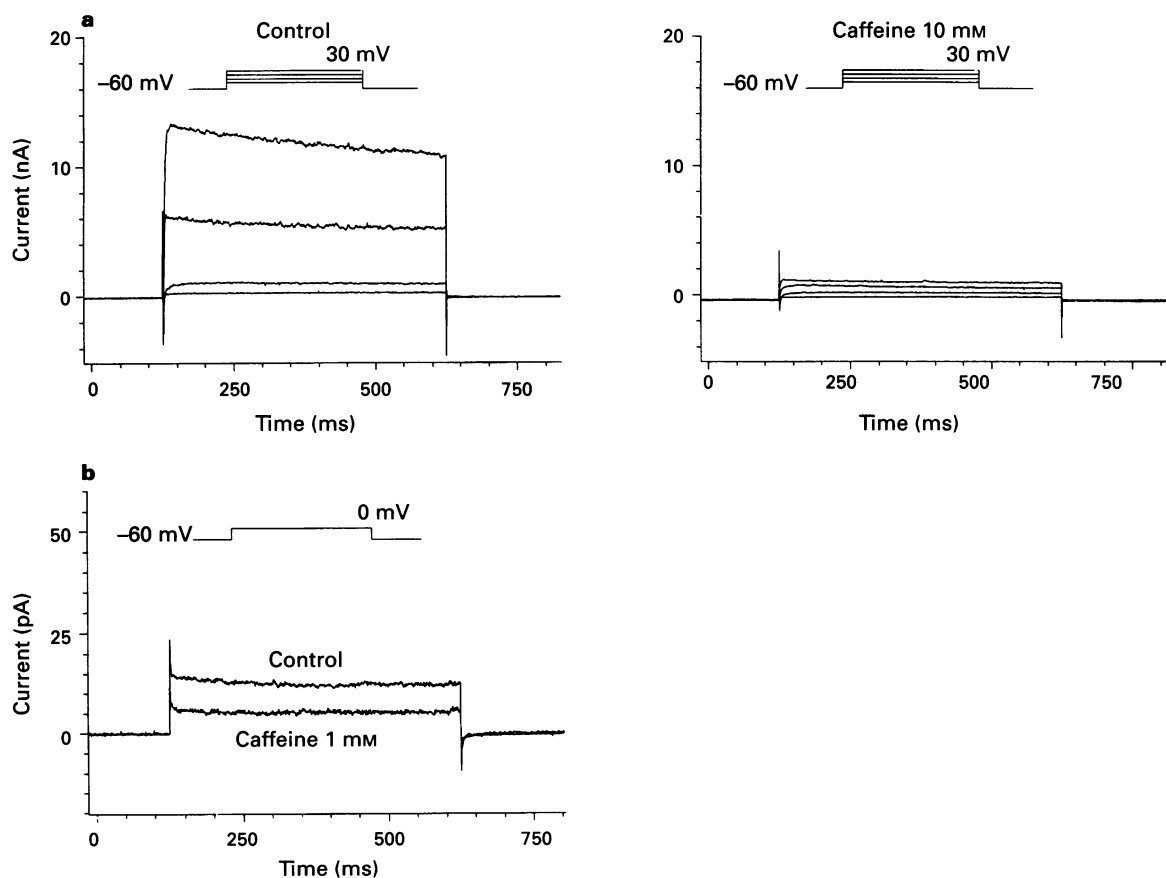 a
Control
Caffeine 10 mM
30 mV
30 mV
–60 mV
–60 mV
20
10
0
Current (nA)
20
10
0
Current (nA)
0 250 500 750
Time (ms)
0 250 500 750
Time (ms)
b
0 mV
–60 mV
50
25
0
Current (pA)
Control
Caffeine 1 mM
0 250 500 750
Time (ms)